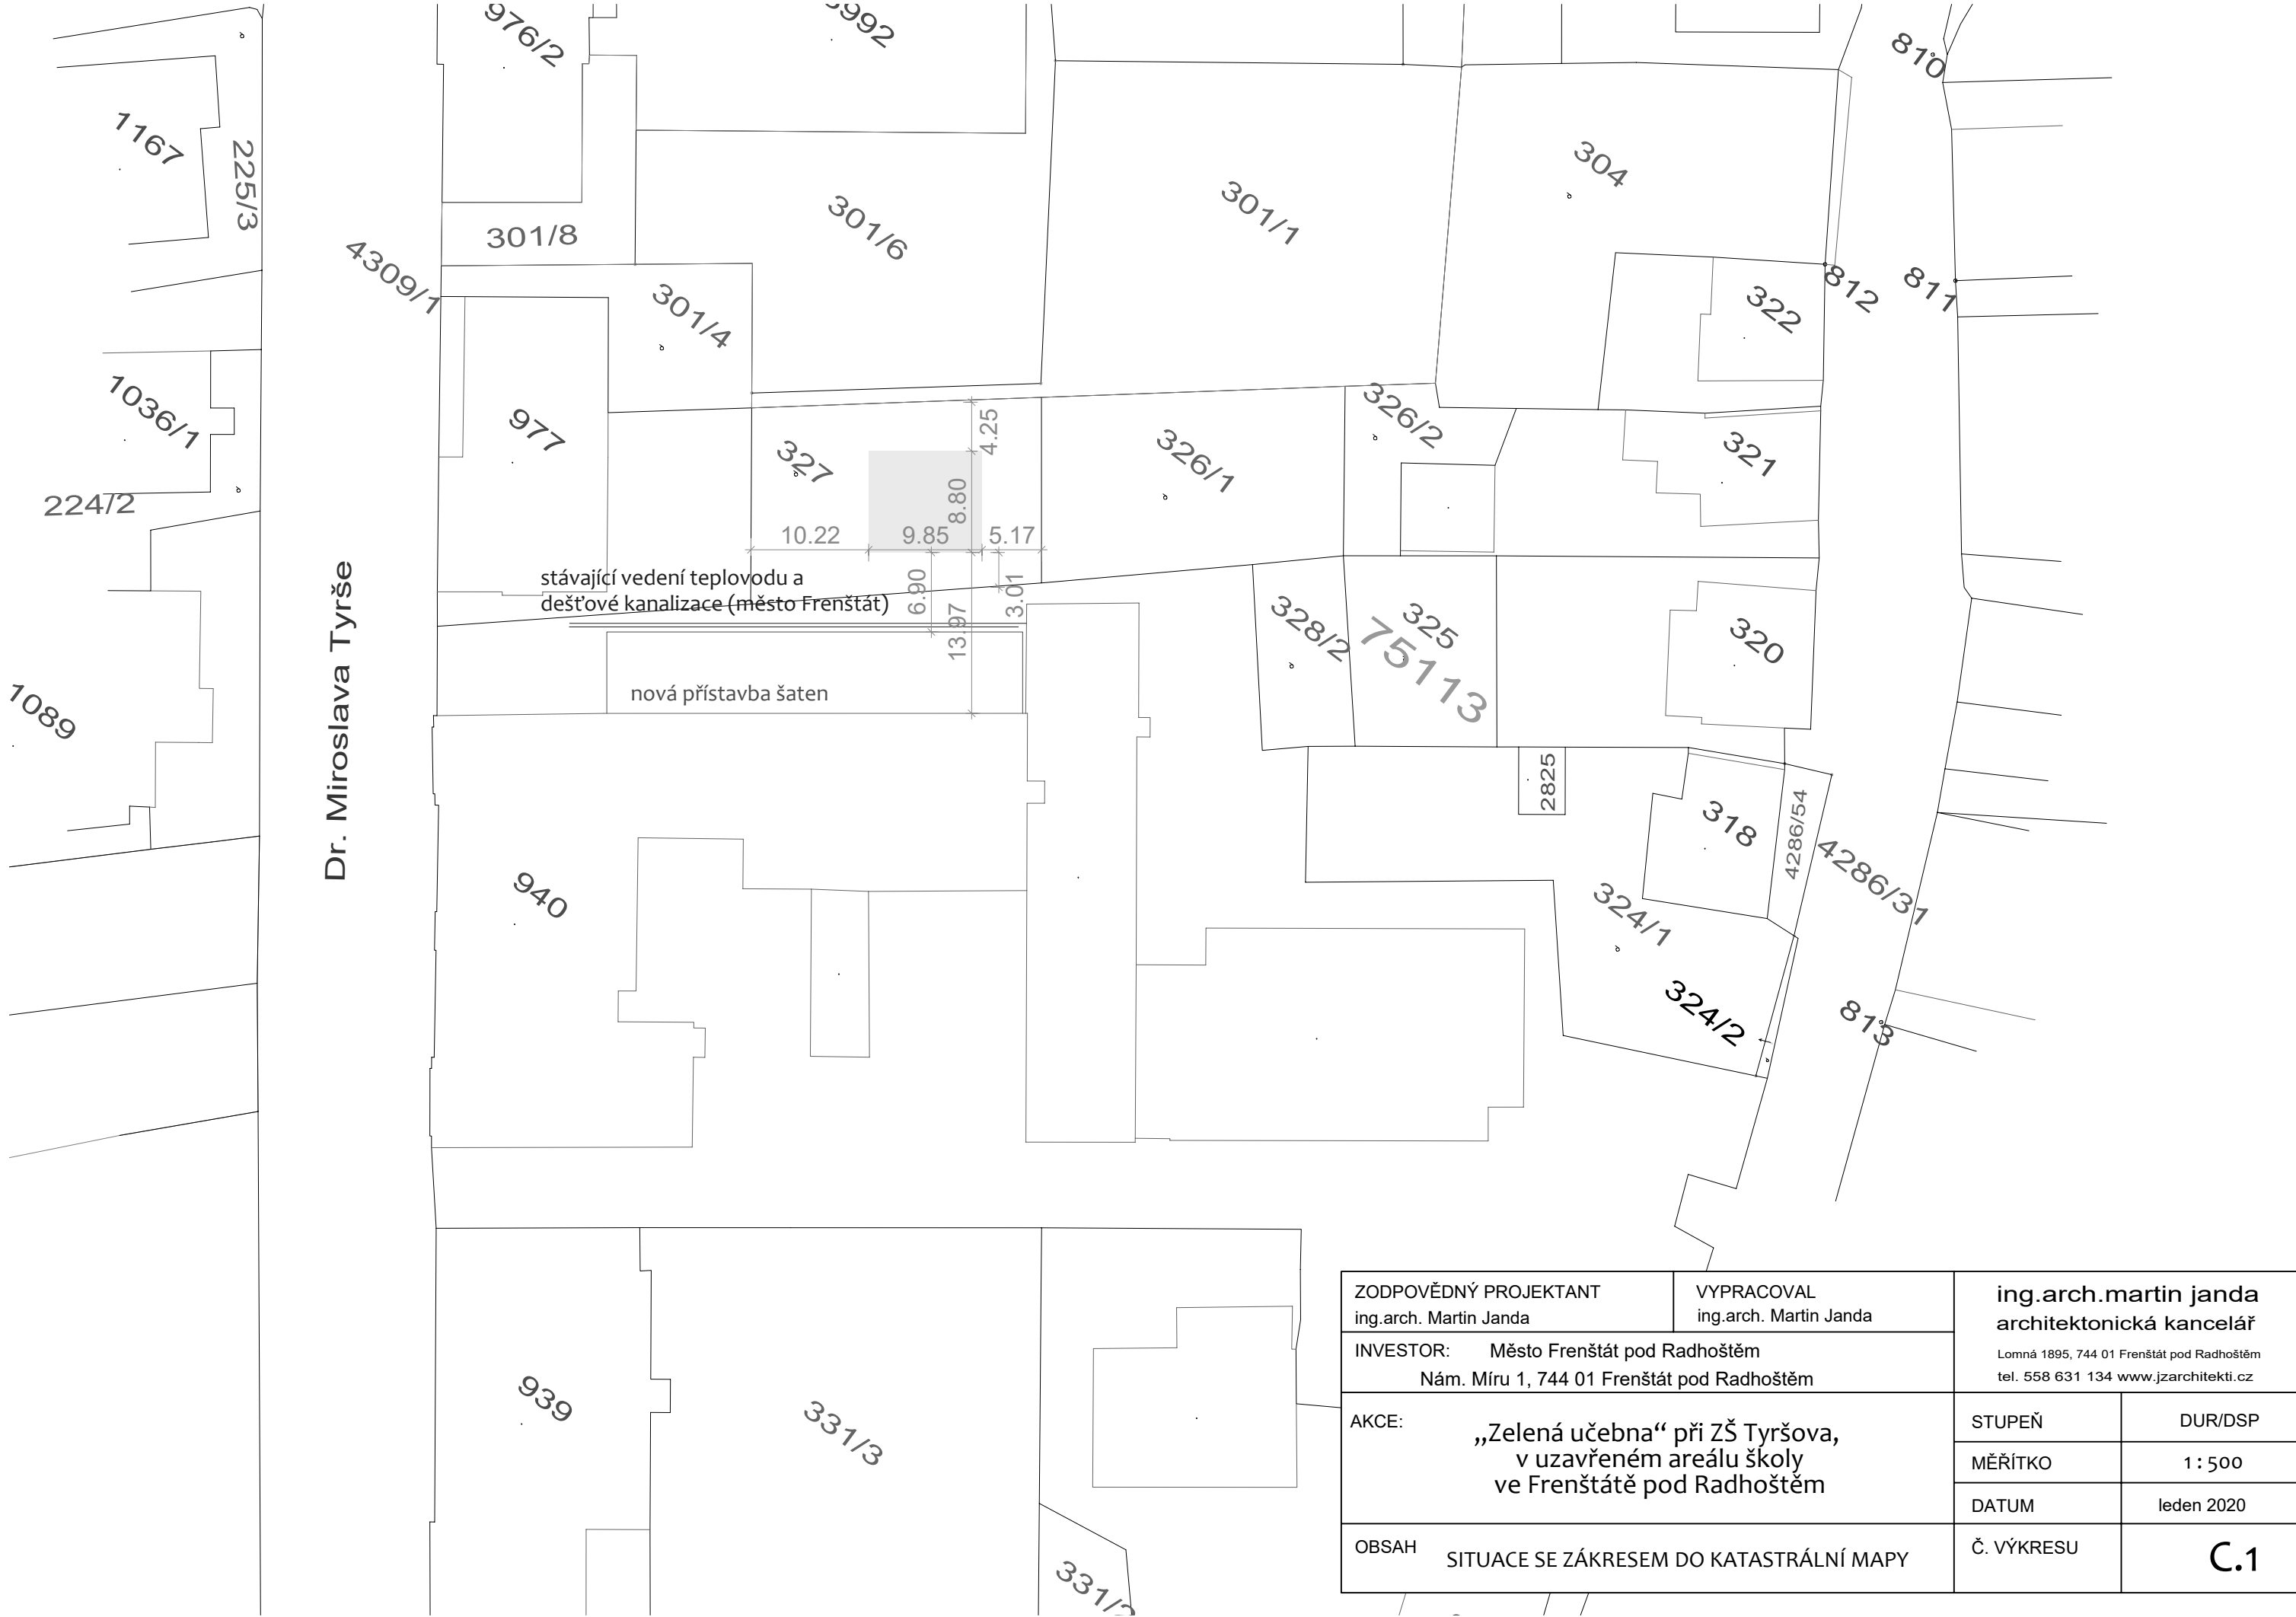 976/2
3992
810
1167
225/3
304
301/1
301/6
301/8
4309/1
301/4
812
811
322
1036/1
977
327
4.25
326/1
326/2
321
224/2
8.80
10.22
9.85
5.17
stávající vedení teplovodu a
dešťové kanalizace (město Frenštát)
6.90
3.01
13.97
328/2
325
75113
320
Dr. Miroslava Tyrše
nová přístavba šaten
1089
2825
318
4286/54
4286/31
940
324/1
324/2
813
939
331/3
ZODPOVĚDNÝ PROJEKTANT
ing.arch. Martin Janda
VYPRACOVAL
ing.arch. Martin Janda
ing.arch.martin janda
architektonická kancelář
Lomná 1895, 744 01 Frenštát pod Radhoštěm
tel. 558 631 134 www.jzarchitekti.cz
INVESTOR: Město Frenštát pod Radhoštěm
Nám. Míru 1, 744 01 Frenštát pod Radhoštěm
AKCE:
„Zelená učebna“ při ZŠ Tyršova,
v uzavřeném areálu školy
ve Frenštátě pod Radhoštěm
STUPEŇ DUR/DSP
MĚŘÍTKO 1:500
DATUM leden 2020
OBSAH SITUACE SE ZÁKRESEM DO KATASTRÁLNÍ MAPY
Č. VÝKRESU C.1